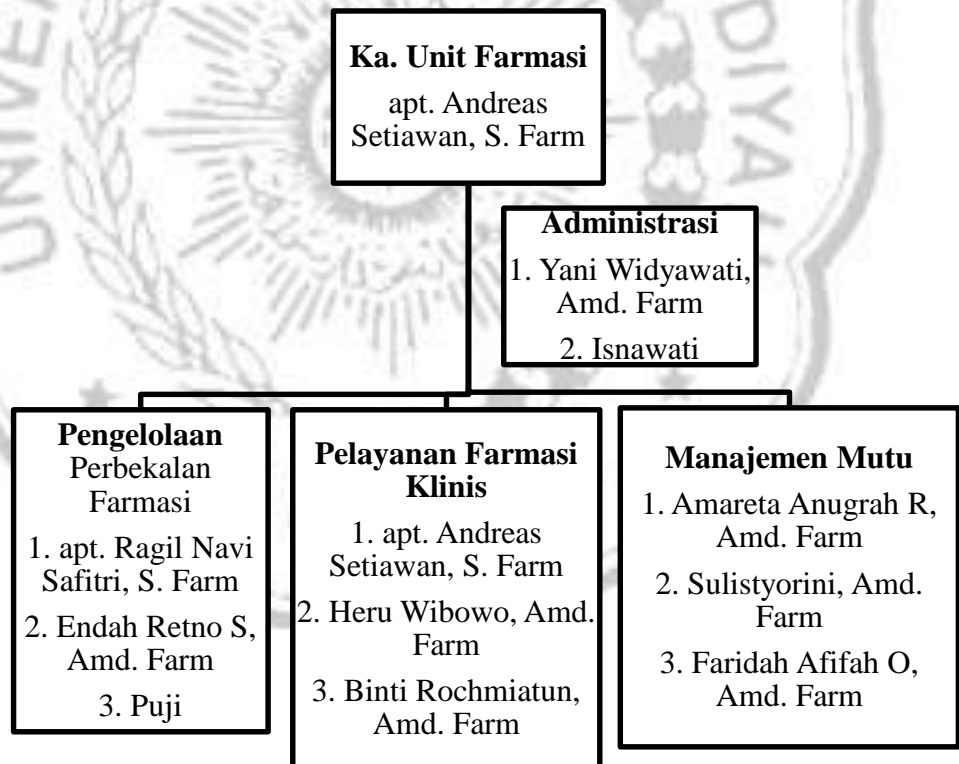 Ka. Unit Farmasi
apt. Andreas
Setiawan, S. Farm
Administrasi
1. Yani Widyawati,
Amd. Farm
2. Isnawati
Pengelolaan
Perbekalan
Farmasi
1. apt. Ragil Navi
Safitri, S. Farm
2. Endah Retno S,
Amd. Farm
3. Puji
Pelayanan Farmasi
Klinis
1. apt. Andreas
Setiawan, S. Farm
2. Heru Wibowo, Amd.
Farm
3. Binti Rochmiatun,
Amd. Farm
Manajemen Mutu
1. Amareta Anugrah R,
Amd. Farm
2. Sulistyorini, Amd.
Farm
3. Faridah Afifah O,
Amd. Farm